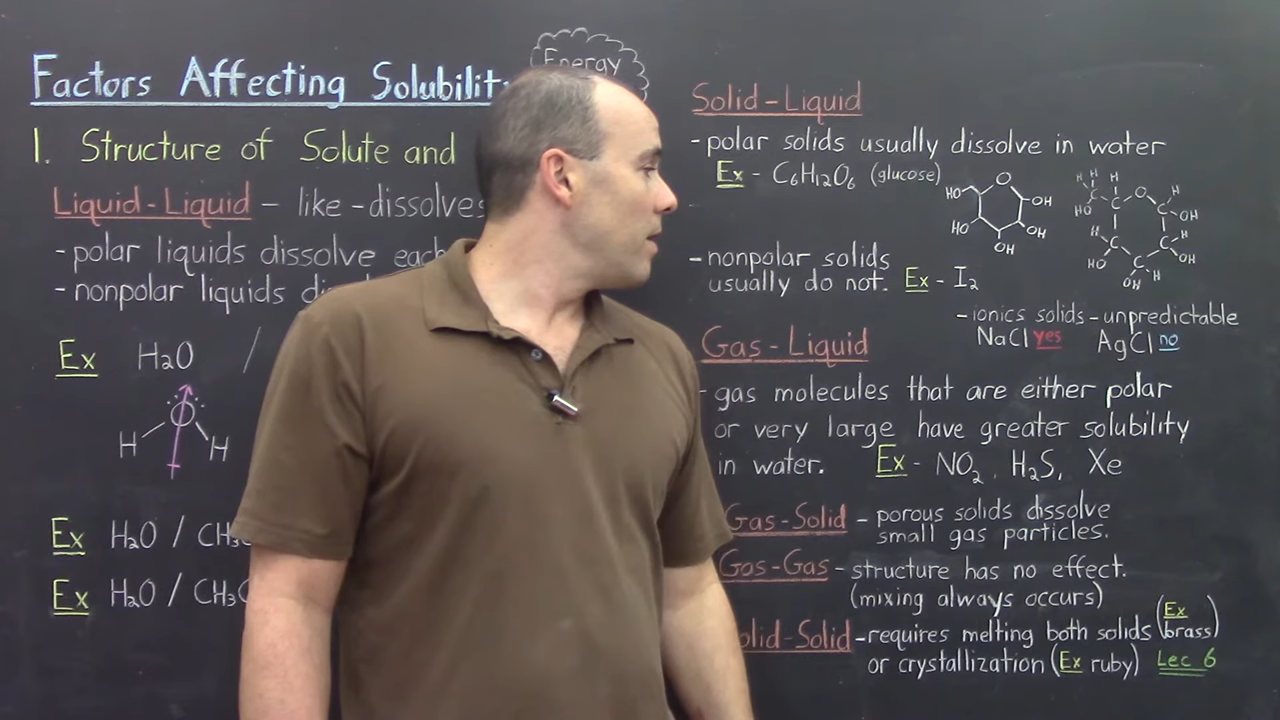 Factors Affecting Solubility
Energy
1. Structure of Solute and
Liquid-Liquid - like-dissolves
- polar liquids dissolve each
- nonpolar liquids
Ex H₂O /
H H
Ex H₂O /
Ex H₂O /
Solid-Liquid
- polar solids usually dissolve in water
Ex - C₆H₁₂O₆ (glucose)
O
HO
OH
HO
OH
OH
H H H
H C C O H
HO C OH
H C C H
HO C OH
OH H
- nonpolar solids
usually do not. Ex - I₂
- ionics solids - unpredictable
NaCl yes AgCl no
Gas-Liquid
- gas molecules that are either polar
or very large have greater solubility
in water. Ex - NO₂, H₂S, Xe
Gas-Solid - porous solids dissolve
small gas particles.
Gas-Gas - structure has no effect.
(mixing always occurs)
olid-Solid - requires melting both solids (Ex brass)
or crystallization (Ex ruby) Lec 6